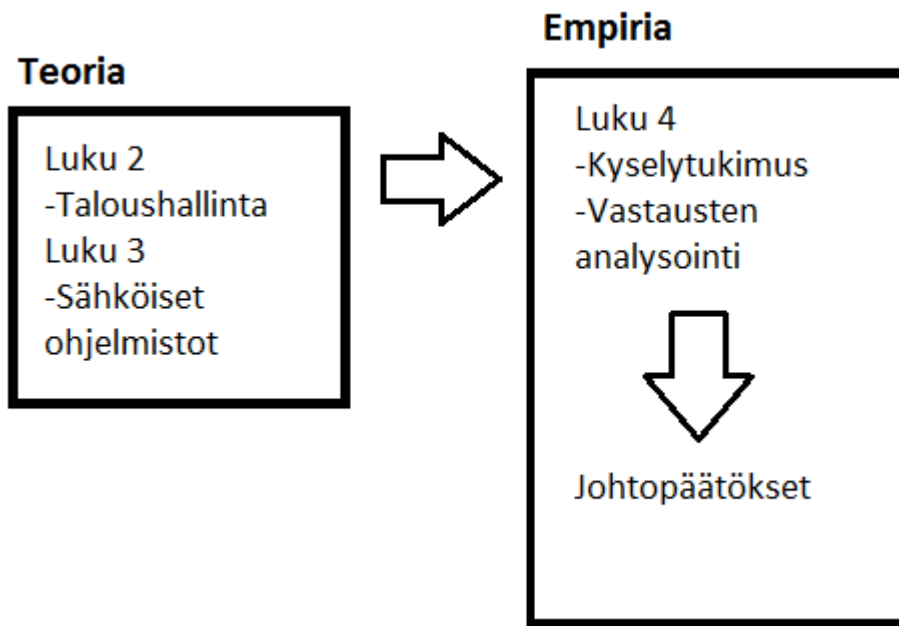 Teoria
Luku 2
-Taloushallinta
Luku 3
-Sähköiset
ohjelmistot
Empiria
Luku 4
-Kyselytukimus
-Vastausten
analysointi
Johtopäätökset